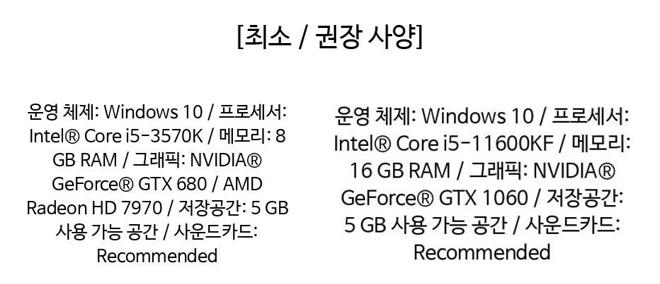 [최소 / 권장 사양]
운영 체제: Windows 10 / 프로세서:
Intel® Core i5-3570K / 메모리: 8
GB RAM / 그래픽: NVIDIA®
GeForce® GTX 680 / AMD
Radeon HD 7970 / 저장공간: 5 GB
사용 가능 공간 / 사운드카드:
Recommended
운영 체제: Windows 10 / 프로세서:
Intel® Core i5-11600KF / 메모리:
16 GB RAM / 그래픽: NVIDIA®
GeForce® GTX 1060 / 저장공간:
5 GB 사용 가능 공간 / 사운드카드:
Recommended